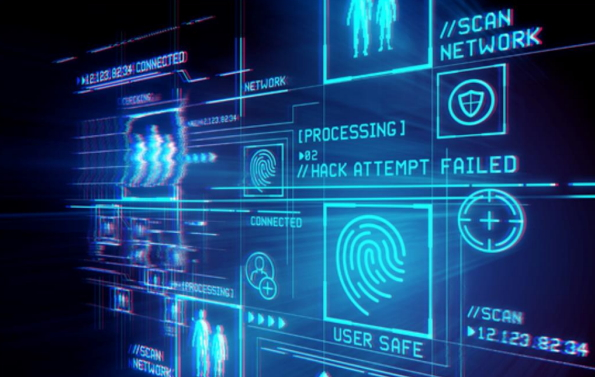 //SCAN
NETWORK
12.123.82.34 CONNECTED
NETWORK
[PROCESSING]
02
//HACK ATTEMPT FAILED
CONNECTED
[PROCESSING]
USER SAFE
//SCAN
12.123.82.34
//SCAN
NETWORK